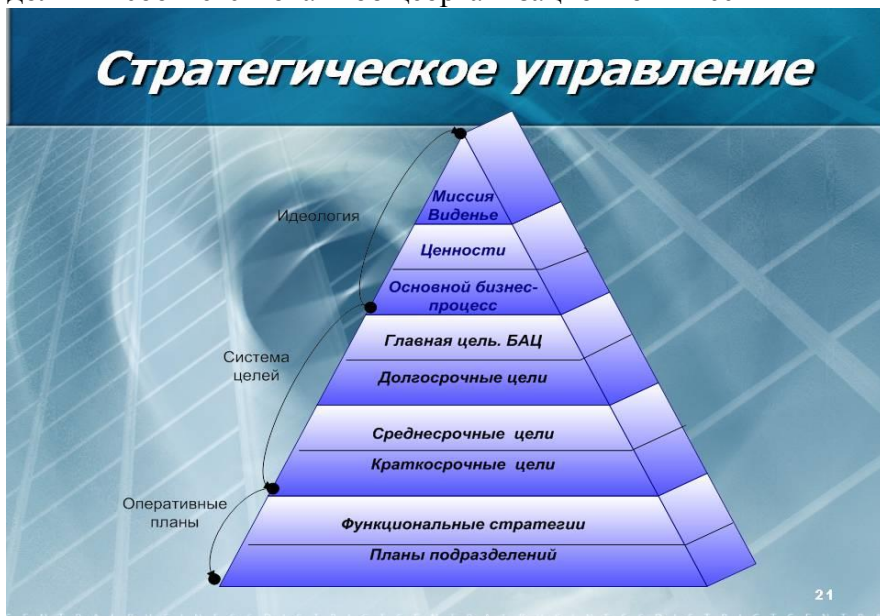 Стратегическое управление
Идеология
Миссия
Виденье
Ценности
Основной бизнес-
процесс
Система
целей
Главная цель. БАЦ
Долгосрочные цели
Среднесрочные цели
Краткосрочные цели
Оперативные
планы
Функциональные стратегии
Планы подразделений
21